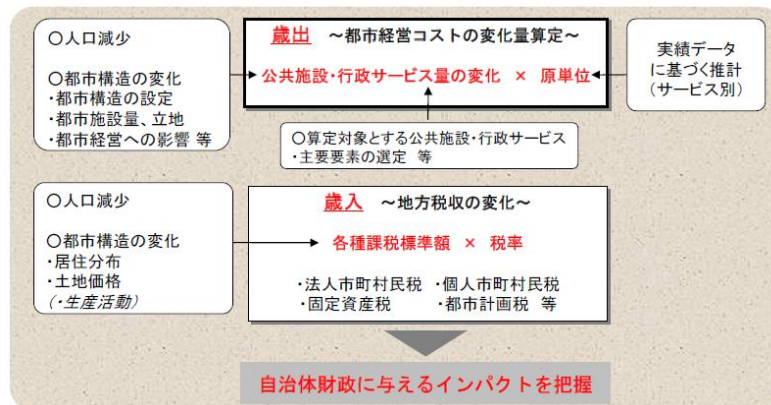 〇人口減少
〇都市構造の変化
・都市構造の設定
・都市施設量、立地
・都市経営への影響 等
歳出 ~都市経営コストの変化量算定~
公共施設・行政サービス量の変化 × 原単位
実績データ
に基づく推計
(サービス別)
〇算定対象とする公共施設・行政サービス
・主要要素の選定 等
〇人口減少
〇都市構造の変化
・居住分布
・土地価格
(・生産活動)
歳入 ~地方税収の変化~
各種課税標準額 × 税率
・法人市町村民税 ・個人市町村民税
・固定資産税 ・都市計画税 等
自治体財政に与えるインパクトを把握